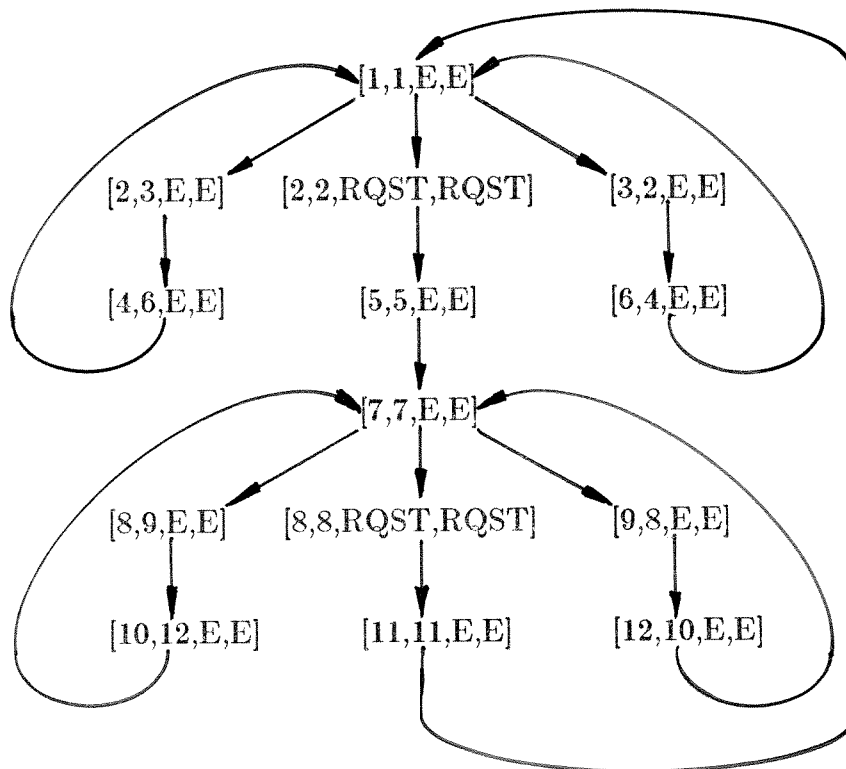 [1,1,E,E]
[2,3,E,E] [2,2,RQST,RQST] [3,2,E,E]
[4,6,E,E] [5,5,E,E] [6,4,E,E]
[7,7,E,E]
[8,9,E,E] [8,8,RQST,RQST] [9,8,E,E]
[10,12,E,E] [11,11,E,E] [12,10,E,E]